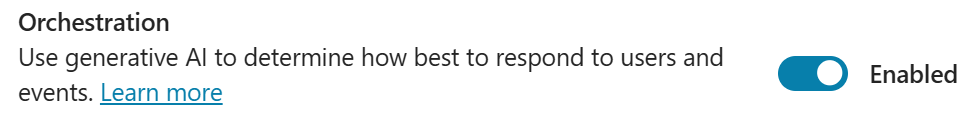 Orchestration
Use generative AI to determine how best to respond to users and
events. Learn more
Enabled